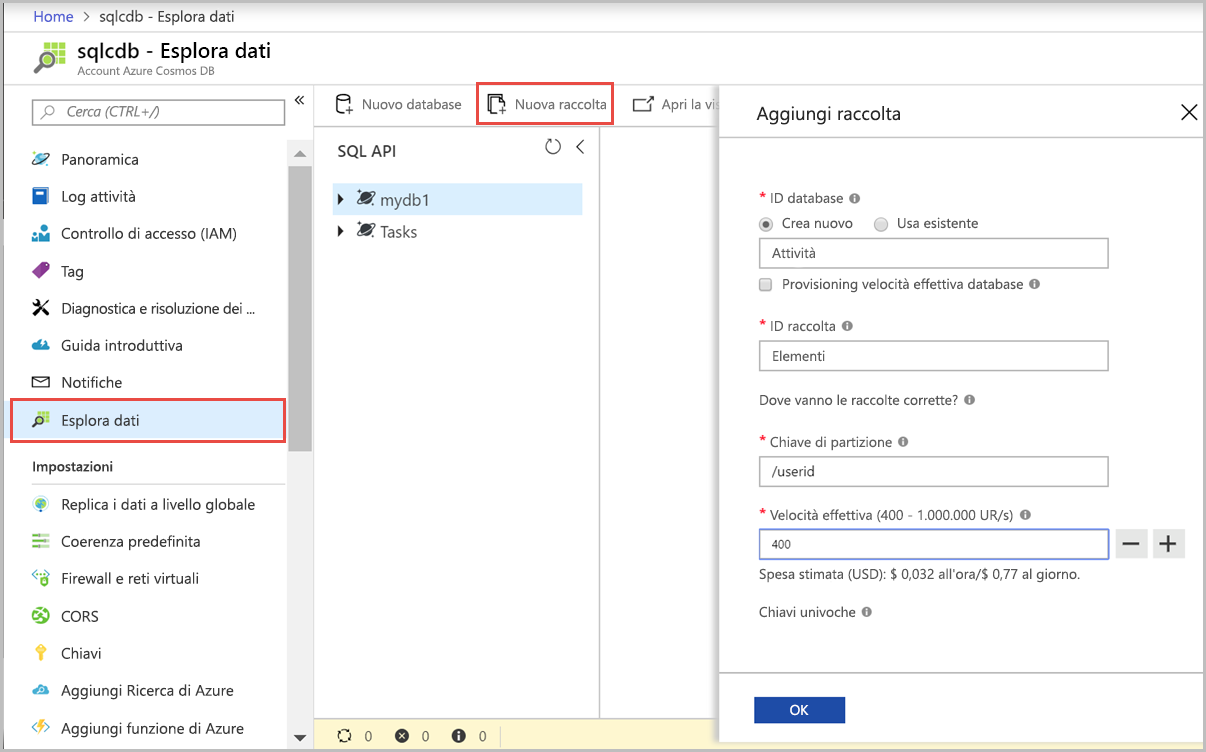 Home > sqlcdb - Esplora dati
sqlcdb - Esplora dati
Account Azure Cosmos DB
Cerca (CTRL+/)
«
Panoramica
Log attività
Controllo di accesso (IAM)
Tag
Diagnostica e risoluzione dei ...
Guida introduttiva
Notifiche
Esplora dati
Impostazioni
Replica i dati a livello globale
Coerenza predefinita
Firewall e reti virtuali
CORS
Chiavi
Aggiungi Ricerca di Azure
Aggiungi funzione di Azure
Nuovo database
Nuova raccolta
Apri la vis
SQL API
mydb1
Tasks
0 0 0
Aggiungi raccolta
* ID database
Crea nuovo Usa esistente
Attività
Provisioning velocità effettiva database
* ID raccolta
Elementi
Dove vanno le raccolte corrette?
* Chiave di partizione
/userid
* Velocità effettiva (400 - 1.000.000 UR/s)
400
Spesa stimata (USD): $ 0,032 all'ora/$ 0,77 al giorno.
Chiavi univoche
OK